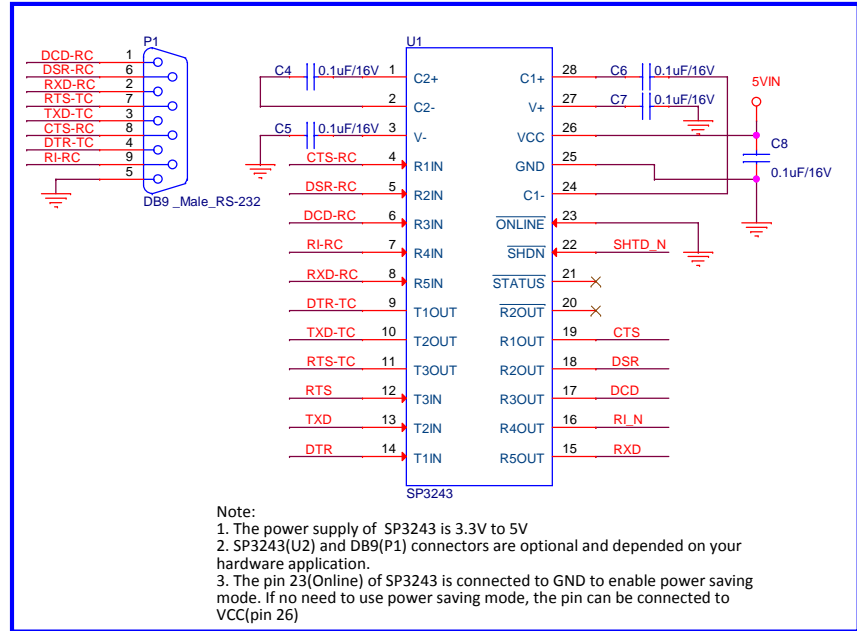 P1
DCD-RC 1
DSR-RC 6
RXD-RC 2
RTS-TC 7
TXD-TC 3
CTS-RC 8
DTR-TC 4
RI-RC 9
5
DB9 _Male_RS-232
U1
C4 0.1uF/16V 1 C2+
2 C2-
C5 0.1uF/16V 3 V-
CTS-RC 4 R1IN
DSR-RC 5 R2IN
DCD-RC 6 R3IN
RI-RC 7 R4IN
RXD-RC 8 R5IN
DTR-TC 9 T1OUT
TXD-TC 10 T2OUT
RTS-TC 11 T3OUT
RTS 12 T3IN
TXD 13 T2IN
DTR 14 T1IN
C1+ 28 C6 0.1uF/16V
V+ 27 C7 0.1uF/16V
5VIN
VCC 26
C8
0.1uF/16V
GND 25
C1- 24
ONLINE 23
SHDN 22 SHTD_N
STATUS 21
R2OUT 20
R1OUT 19 CTS
R2OUT 18 DSR
R3OUT 17 DCD
R4OUT 16 RI_N
R5OUT 15 RXD
SP3243
Note:
1. The power supply of SP3243 is 3.3V to 5V
2. SP3243(U2) and DB9(P1) connectors are optional and depended on your
hardware application.
3. The pin 23(Online) of SP3243 is connected to GND to enable power saving
mode. If no need to use power saving mode, the pin can be connected to
VCC(pin 26)